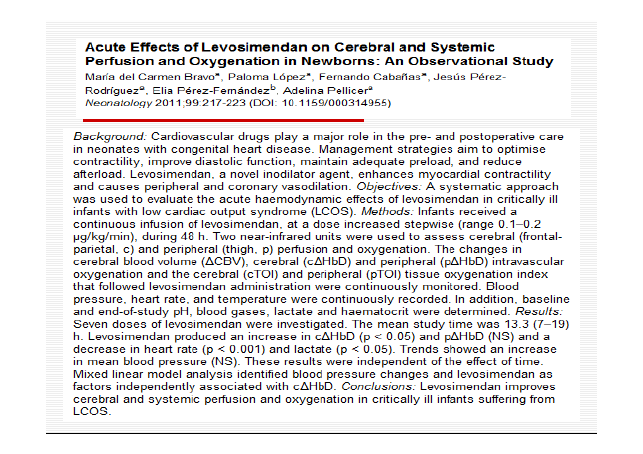 Acute Effects of Levosimendan on Cerebral and Systemic
Perfusion and Oxygenation in Newborns: An Observational Study
María del Carmen Bravoa, Paloma Lópeza, Fernando Cabañasa, Jesús Pérez-
Rodrígueza, Elia Pérez-Fernándezb, Adelina Pellicera
Neonatology 2011;99:217-223 (DOI: 10.1159/000314955)
Background: Cardiovascular drugs play a major role in the pre- and postoperative care
in neonates with congenital heart disease. Management strategies aim to optimise
contractility, improve diastolic function, maintain adequate preload, and reduce
afterload. Levosimendan, a novel inodilator agent, enhances myocardial contractility
and causes peripheral and coronary vasodilation. Objectives: A systematic approach
was used to evaluate the acute haemodynamic effects of levosimendan in critically ill
infants with low cardiac output syndrome (LCOS). Methods: Infants received a
continuous infusion of levosimendan, at a dose increased stepwise (range 0.1–0.2
µg/kg/min), during 48 h. Two near-infrared units were used to assess cerebral (frontal-
parietal, c) and peripheral (thigh, p) perfusion and oxygenation. The changes in
cerebral blood volume (ΔCBV), cerebral (cΔHbD) and peripheral (pΔHbD) intravascular
oxygenation and the cerebral (cTOI) and peripheral (pTOI) tissue oxygenation index
that followed levosimendan administration were continuously monitored. Blood
pressure, heart rate, and temperature were continuously recorded. In addition, baseline
and end-of-study pH, blood gases, lactate and haematocrit were determined. Results:
Seven doses of levosimendan were investigated. The mean study time was 13.3 (7–19)
h. Levosimendan produced an increase in cΔHbD (p < 0.05) and pΔHbD (NS) and a
decrease in heart rate (p < 0.001) and lactate (p < 0.05). Trends showed an increase
in mean blood pressure (NS). These results were independent of the effect of time.
Mixed linear model analysis identified blood pressure changes and levosimendan as
factors independently associated with cΔHbD. Conclusions: Levosimendan improves
cerebral and systemic perfusion and oxygenation in critically ill infants suffering from
LCOS.